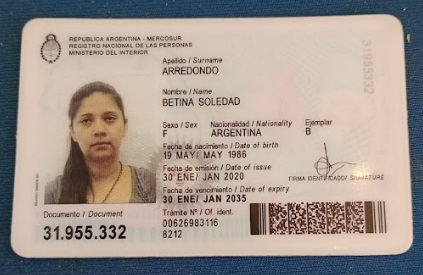 REPUBLICA ARGENTINA - MERCOSUR
REGISTRO NACIONAL DE LAS PERSONAS
MINISTERIO DEL INTERIOR
Apellido / Surname
ARREDONDO
Nombre / Name
BETINA SOLEDAD
Sexo / Sex Nacionalidad / Nationality Ejemplar
F ARGENTINA B
Fecha de nacimiento / Date of birth
19 MAY/ MAY 1986
Fecha de emisión / Date of issue
30 ENE/ JAN 2020
FIRMA IDENTIFICADO/ SIGNATURE
Fecha de vencimiento / Date of expiry
30 ENE/ JAN 2035
Documento / Document
31.955.332
Trámite Nº / Of. ident.
00626983116
8212
31955332